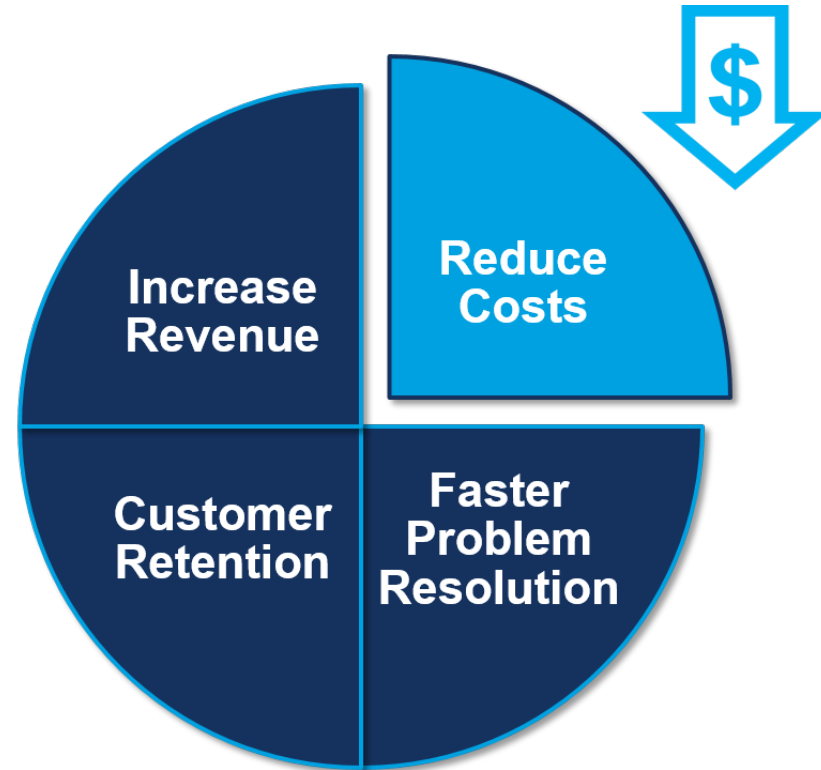 $
Reduce
Costs
Increase
Revenue
Customer
Retention
Faster
Problem
Resolution